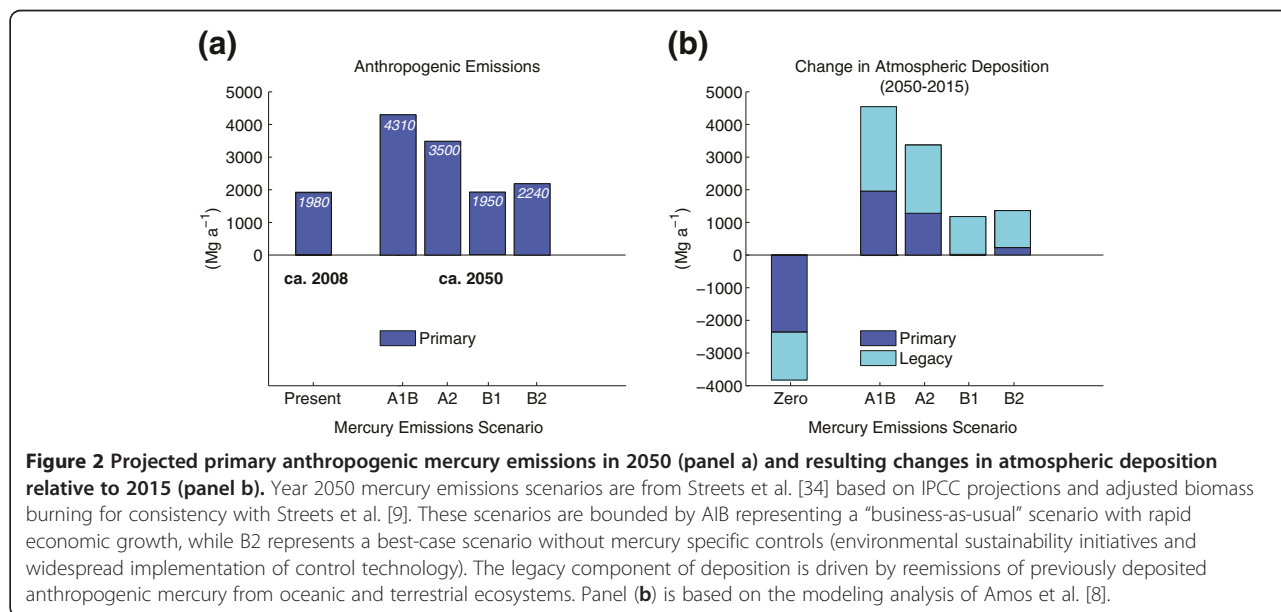 (a)
Anthropogenic Emissions
5000
4000
3000
2000
1000
0
(Mg a⁻¹)
1980
4310
3500
1950
2240
ca. 2008
ca. 2050
Primary
Present
A1B
A2
B1
B2
Mercury Emissions Scenario
(b)
Change in Atmospheric Deposition
(2050-2015)
5000
4000
3000
2000
1000
0
−1000
−2000
−3000
−4000
(Mg a⁻¹)
Primary
Legacy
Zero
A1B
A2
B1
B2
Mercury Emissions Scenario
Figure 2 Projected primary anthropogenic mercury emissions in 2050 (panel a) and resulting changes in atmospheric deposition
relative to 2015 (panel b). Year 2050 mercury emissions scenarios are from Streets et al. [34] based on IPCC projections and adjusted biomass
burning for consistency with Streets et al. [9]. These scenarios are bounded by AIB representing a “business-as-usual” scenario with rapid
economic growth, while B2 represents a best-case scenario without mercury specific controls (environmental sustainability initiatives and
widespread implementation of control technology). The legacy component of deposition is driven by reemissions of previously deposited
anthropogenic mercury from oceanic and terrestrial ecosystems. Panel (b) is based on the modeling analysis of Amos et al. [8].